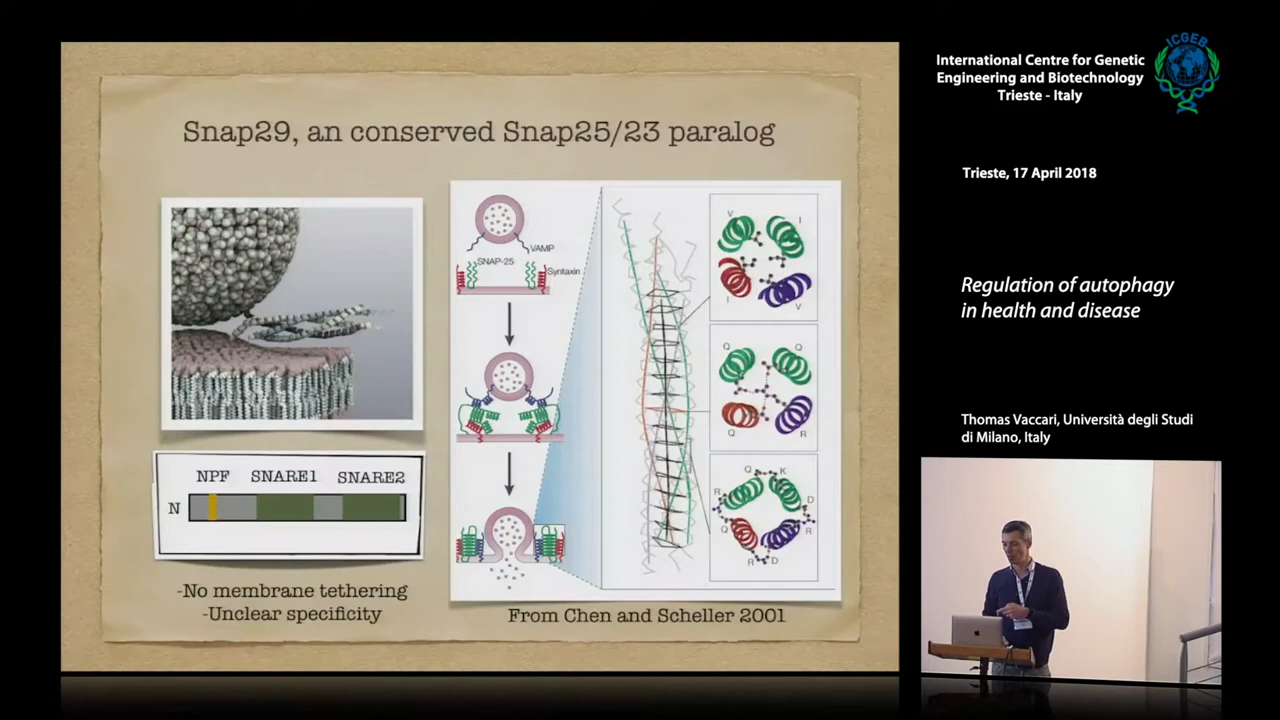 Snap29, an conserved Snap25/23 paralog
VAMP
SNAP-25
Syntaxin
V
I
I
V
Q
Q
Q
R
Q
K
R
D
Q
R
R
D
NPF
SNARE1
SNARE2
N
-No membrane tethering
-Unclear specificity
From Chen and Scheller 2001
International Centre for Genetic
Engineering and Biotechnology
Trieste - Italy
ICGEB
Trieste, 17 April 2018
Regulation of autophagy
in health and disease
Thomas Vaccari, Università degli Studi
di Milano, Italy